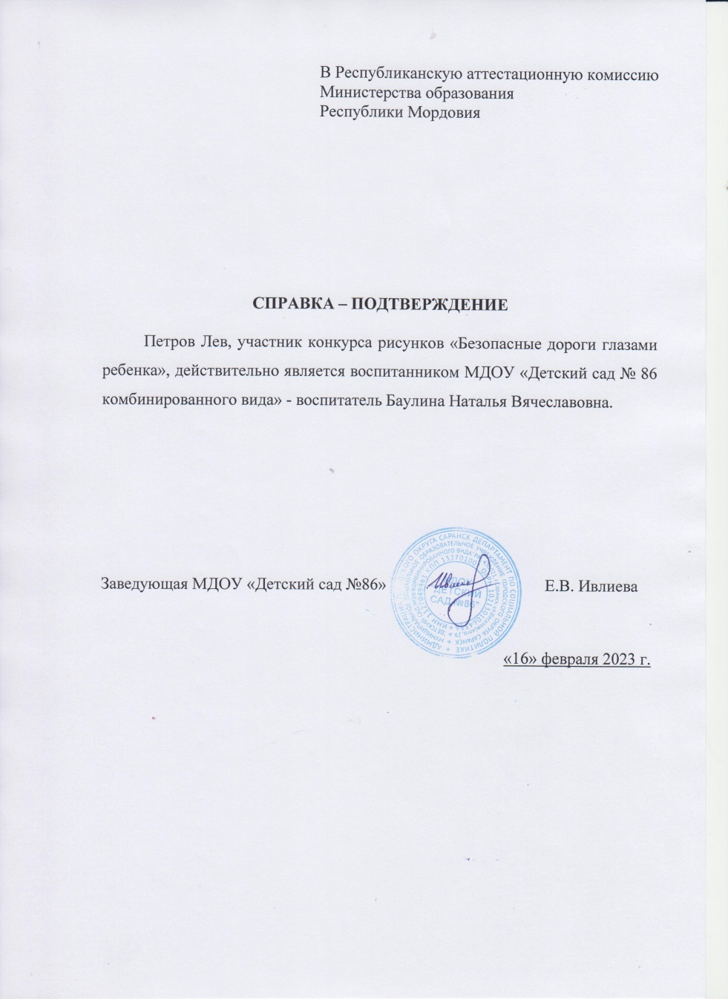 В Республиканскую аттестационную комиссию
Министерства образования
Республики Мордовия
СПРАВКА – ПОДТВЕРЖДЕНИЕ
Петров Лев, участник конкурса рисунков «Безопасные дороги глазами
ребенка», действительно является воспитанником МДОУ «Детский сад № 86
комбинированного вида» - воспитатель Баулина Наталья Вячеславовна.
Заведующая МДОУ «Детский сад №86»
Е.В. Ивлиева
ДЕТСКИЙ
САД №86"
«16» февраля 2023 г.